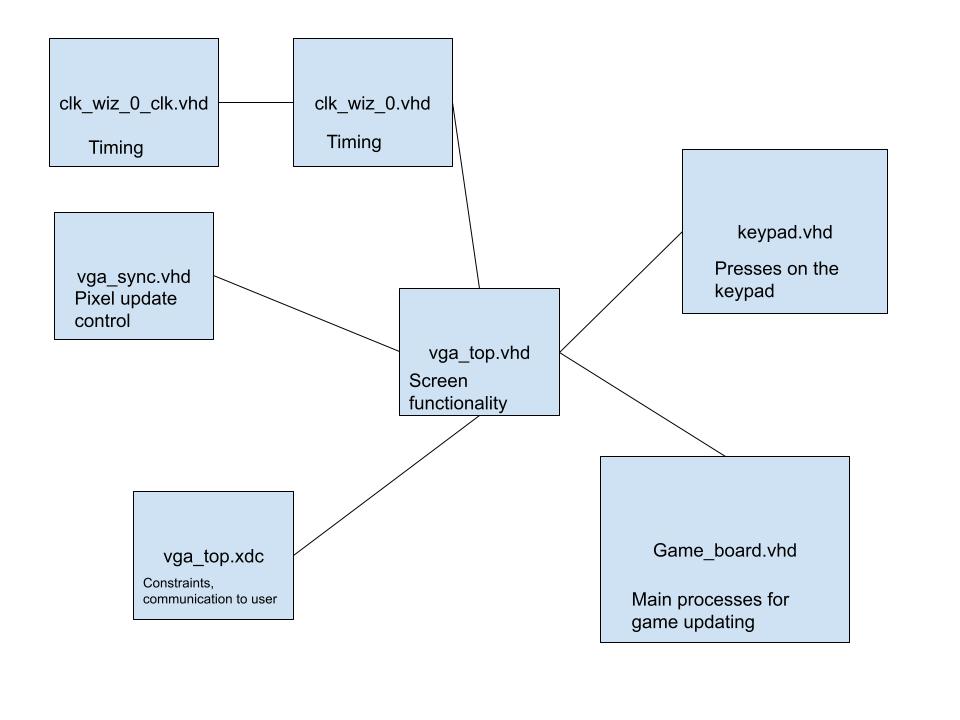 clk_wiz_0_clk.vhd
Timing
clk_wiz_0.vhd
Timing
keypad.vhd
Presses on the
keypad
vga_sync.vhd
Pixel update
control
vga_top.vhd
Screen
functionality
vga_top.xdc
Constraints,
communication to user
Game_board.vhd
Main processes for
game updating